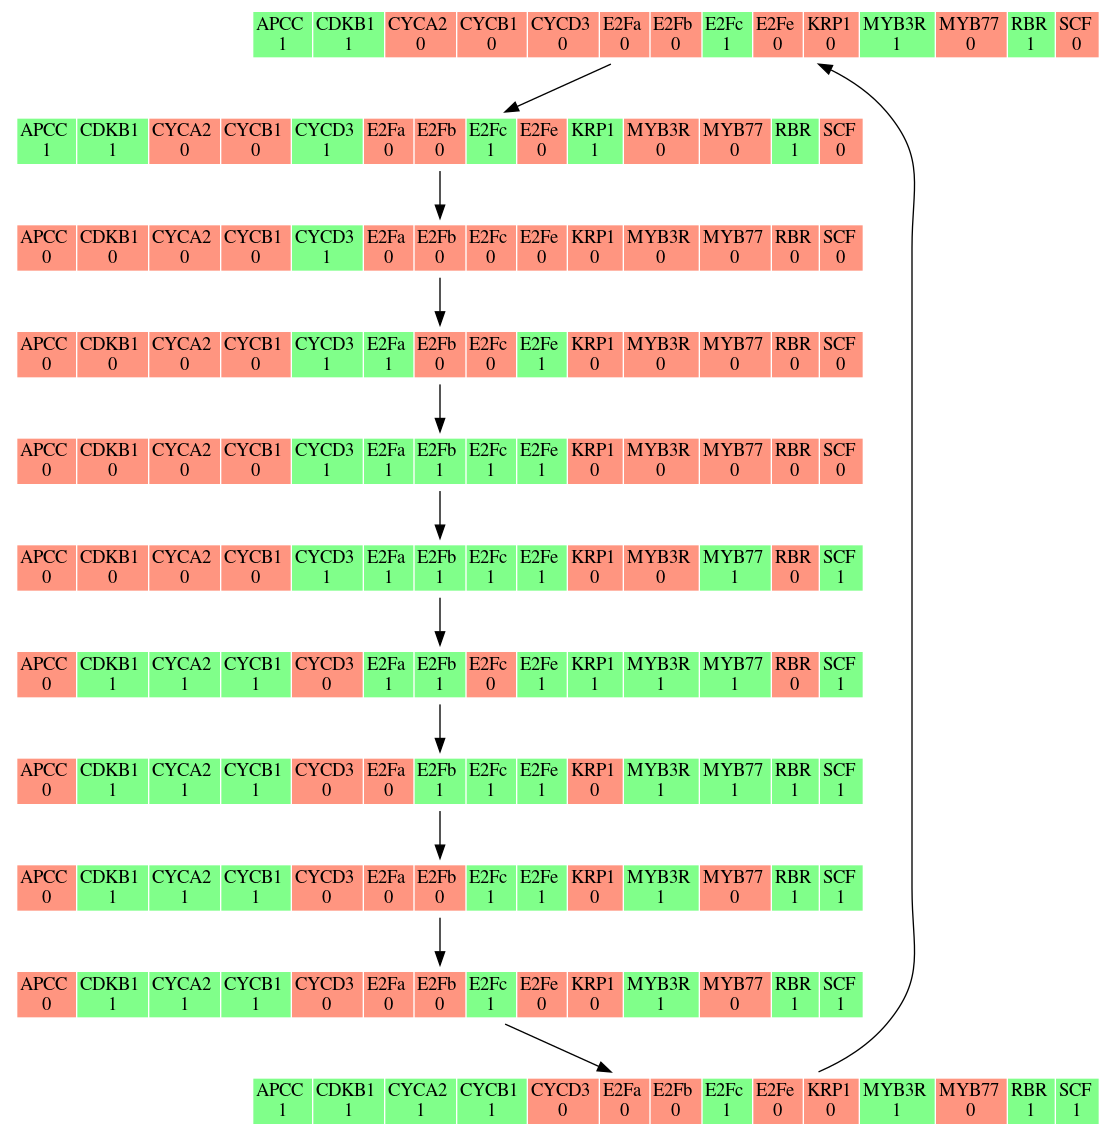 APCC CDKB1 CYCA2 CYCB1 CYCD3 E2Fa E2Fb E2Fc E2Fe KRP1 MYB3R MYB77 RBR SCF
1 1 0 0 0 0 0 1 0 0 1 0 1 0
APCC CDKB1 CYCA2 CYCB1 CYCD3 E2Fa E2Fb E2Fc E2Fe KRP1 MYB3R MYB77 RBR SCF
1 1 0 0 1 0 0 1 0 1 0 0 1 0
APCC CDKB1 CYCA2 CYCB1 CYCD3 E2Fa E2Fb E2Fc E2Fe KRP1 MYB3R MYB77 RBR SCF
0 0 0 0 1 0 0 0 0 0 0 0 0 0
APCC CDKB1 CYCA2 CYCB1 CYCD3 E2Fa E2Fb E2Fc E2Fe KRP1 MYB3R MYB77 RBR SCF
0 0 0 0 1 1 0 0 1 0 0 0 0 0
APCC CDKB1 CYCA2 CYCB1 CYCD3 E2Fa E2Fb E2Fc E2Fe KRP1 MYB3R MYB77 RBR SCF
0 0 0 0 1 1 1 1 1 0 0 0 0 0
APCC CDKB1 CYCA2 CYCB1 CYCD3 E2Fa E2Fb E2Fc E2Fe KRP1 MYB3R MYB77 RBR SCF
0 0 0 0 1 1 1 1 1 0 0 1 0 1
APCC CDKB1 CYCA2 CYCB1 CYCD3 E2Fa E2Fb E2Fc E2Fe KRP1 MYB3R MYB77 RBR SCF
0 1 1 1 0 1 1 0 1 1 1 1 0 1
APCC CDKB1 CYCA2 CYCB1 CYCD3 E2Fa E2Fb E2Fc E2Fe KRP1 MYB3R MYB77 RBR SCF
0 1 1 1 0 0 1 1 1 0 1 1 1 1
APCC CDKB1 CYCA2 CYCB1 CYCD3 E2Fa E2Fb E2Fc E2Fe KRP1 MYB3R MYB77 RBR SCF
0 1 1 1 0 0 0 1 1 0 1 0 1 1
APCC CDKB1 CYCA2 CYCB1 CYCD3 E2Fa E2Fb E2Fc E2Fe KRP1 MYB3R MYB77 RBR SCF
0 1 1 1 0 0 0 1 0 0 1 0 1 1
APCC CDKB1 CYCA2 CYCB1 CYCD3 E2Fa E2Fb E2Fc E2Fe KRP1 MYB3R MYB77 RBR SCF
1 1 1 1 0 0 0 1 0 0 1 0 1 1